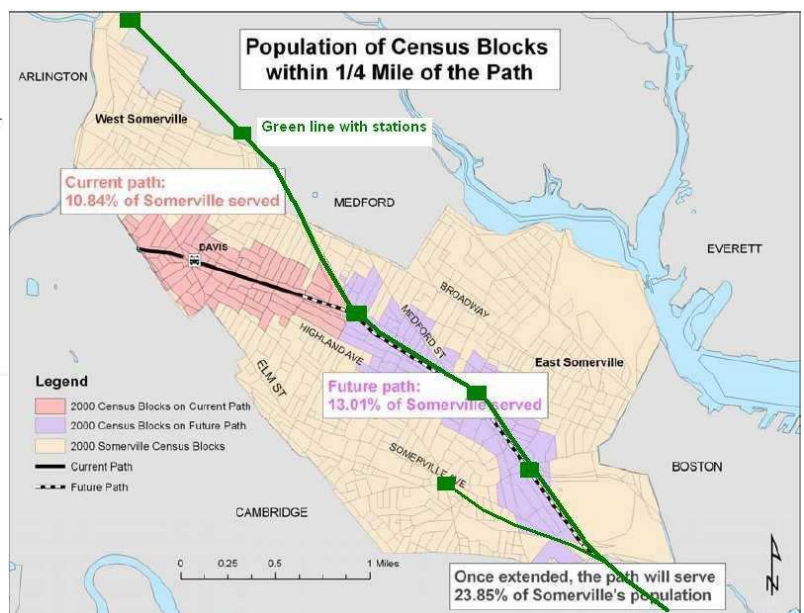 Population of Census Blocks
within 1/4 Mile of the Path
ARLINGTON
West Somerville
Green line with stations
Current path:
10.84% of Somerville served
MEDFORD
DAVIS
EVERETT
BROADWAY
MEDFORD ST
HIGHLAND AVE
East Somerville
ELM ST
Future path:
13.01% of Somerville served
Legend
2000 Census Blocks on Current Path
2000 Census Blocks on Future Path
2000 Somerville Census Blocks
Current Path
Future Path
SOMERVILLE AVE
BOSTON
CAMBRIDGE
0 0.25 0.5 1 Miles
Once extended, the path will serve
23.85% of Somerville's population